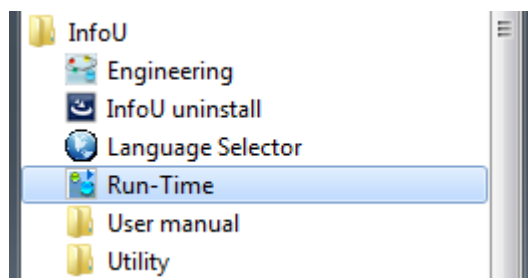 InfoU
Engineering
InfoU uninstall
Language Selector
Run-Time
User manual
Utility